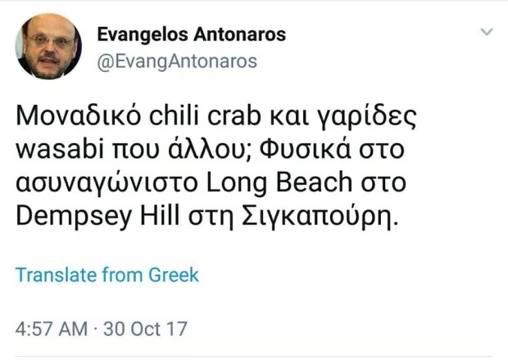 Evangelos Antonaros
@EvangAntonaros
Μοναδικό chili crab και γαρίδες
wasabi που άλλου; Φυσικά στο
ασυναγώνιστο Long Beach στο
Dempsey Hill στη Σιγκαπούρη.
Translate from Greek
4:57 AM · 30 Oct 17